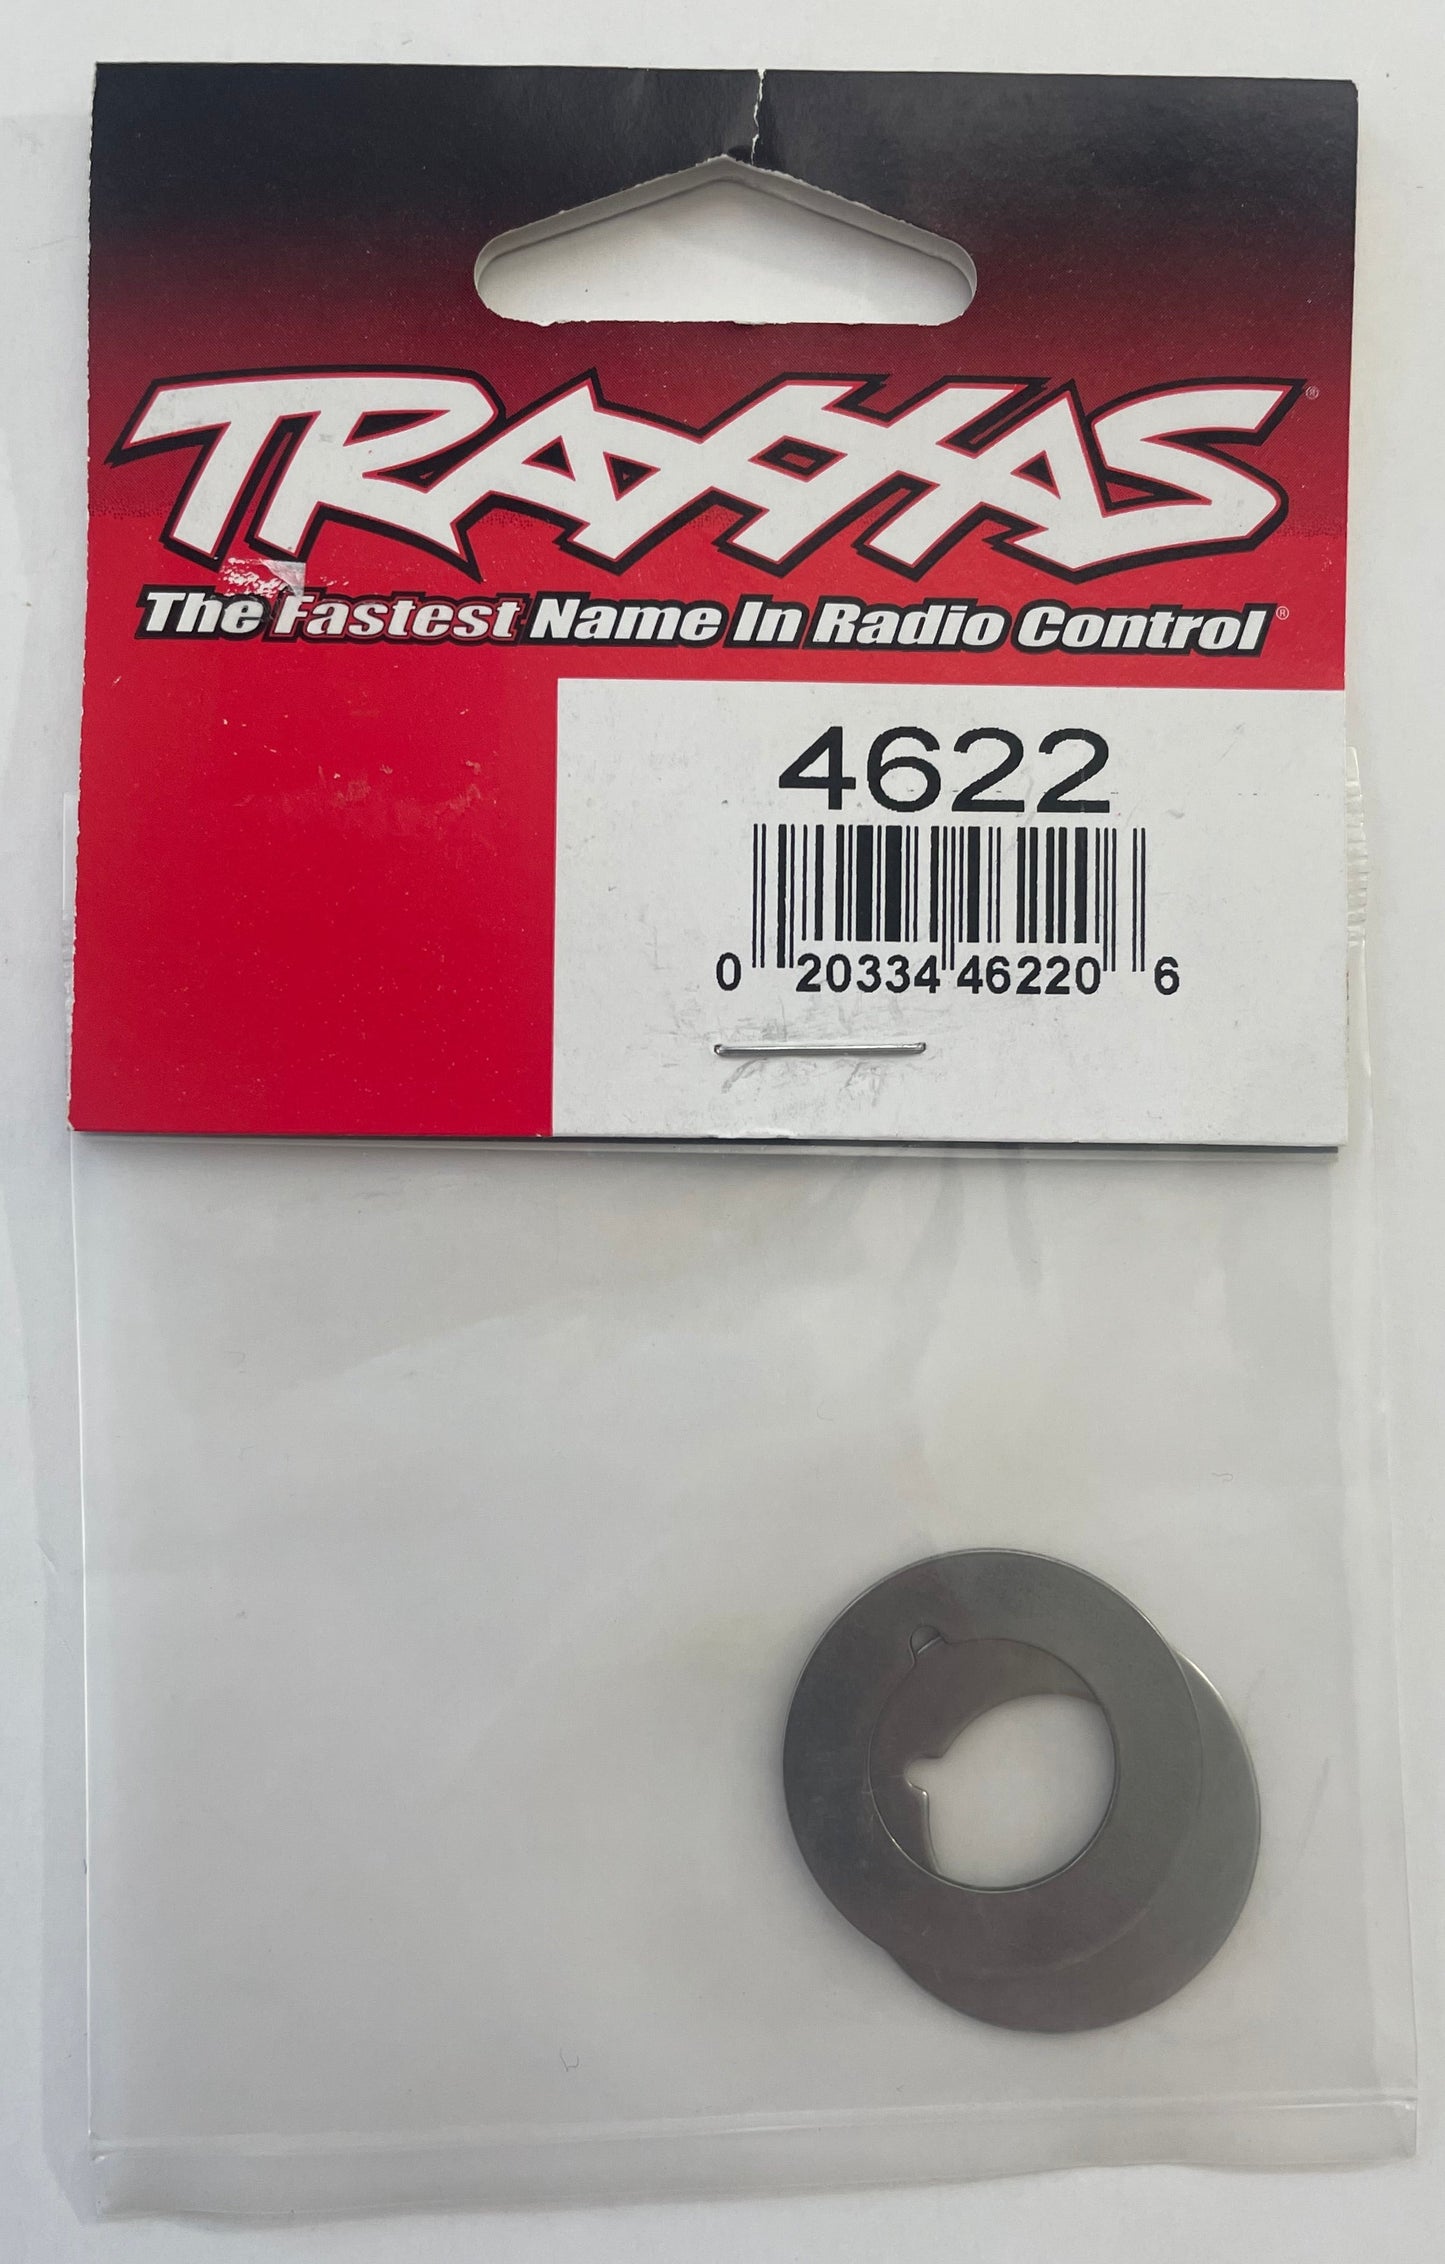 TRAXXAS®
The Fastest Name In Radio Control®
4622
0 20334 46220 6